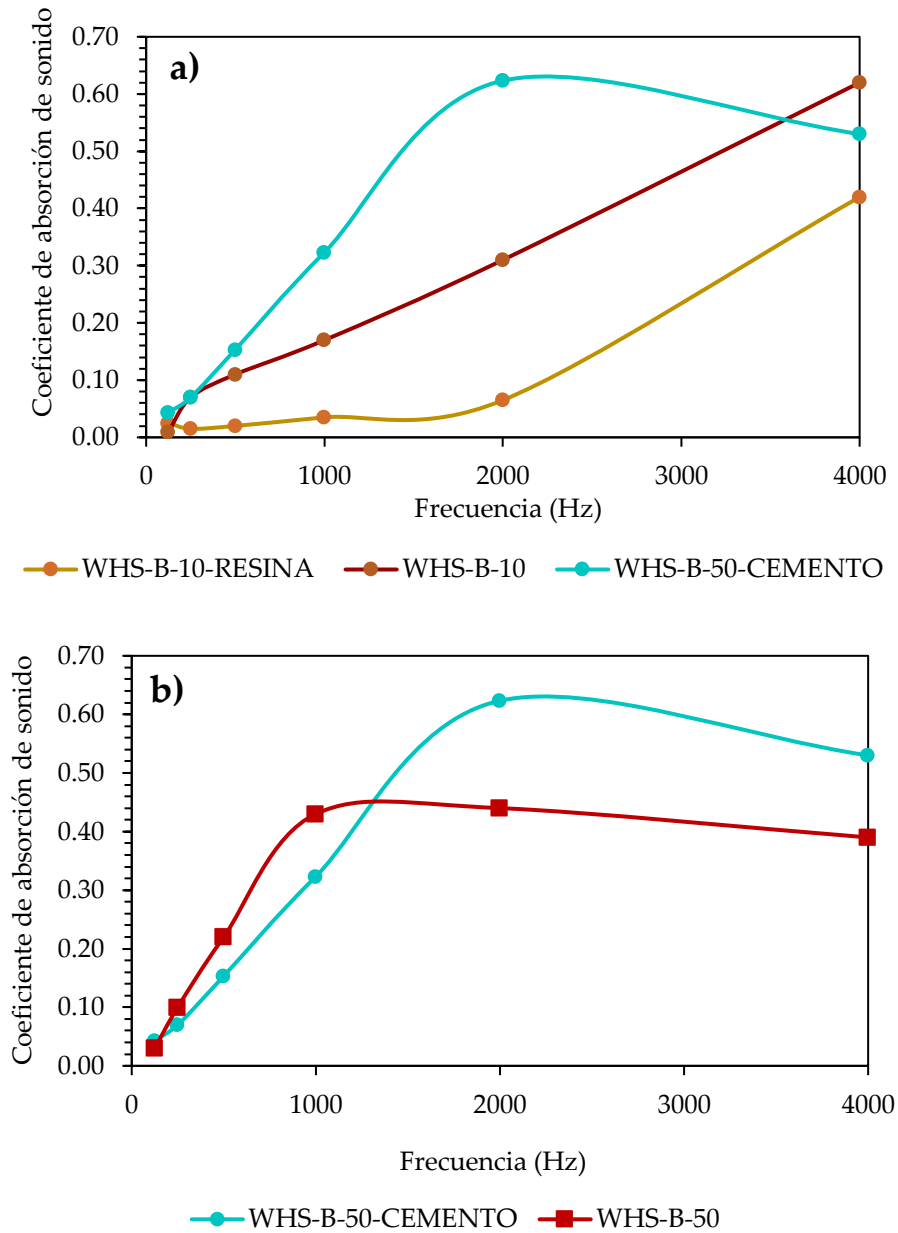 a)
Coeficiente de absorción de sonido
0.70
0.60
0.50
0.40
0.30
0.20
0.10
0.00
0 1000 2000 3000 4000
Frecuencia (Hz)
WHS-B-10-RESINA WHS-B-10 WHS-B-50-CEMENTO
b)
Coeficiente de absorción de sonido
0.70
0.60
0.50
0.40
0.30
0.20
0.10
0.00
0 1000 2000 3000 4000
Frecuencia (Hz)
WHS-B-50-CEMENTO WHS-B-50